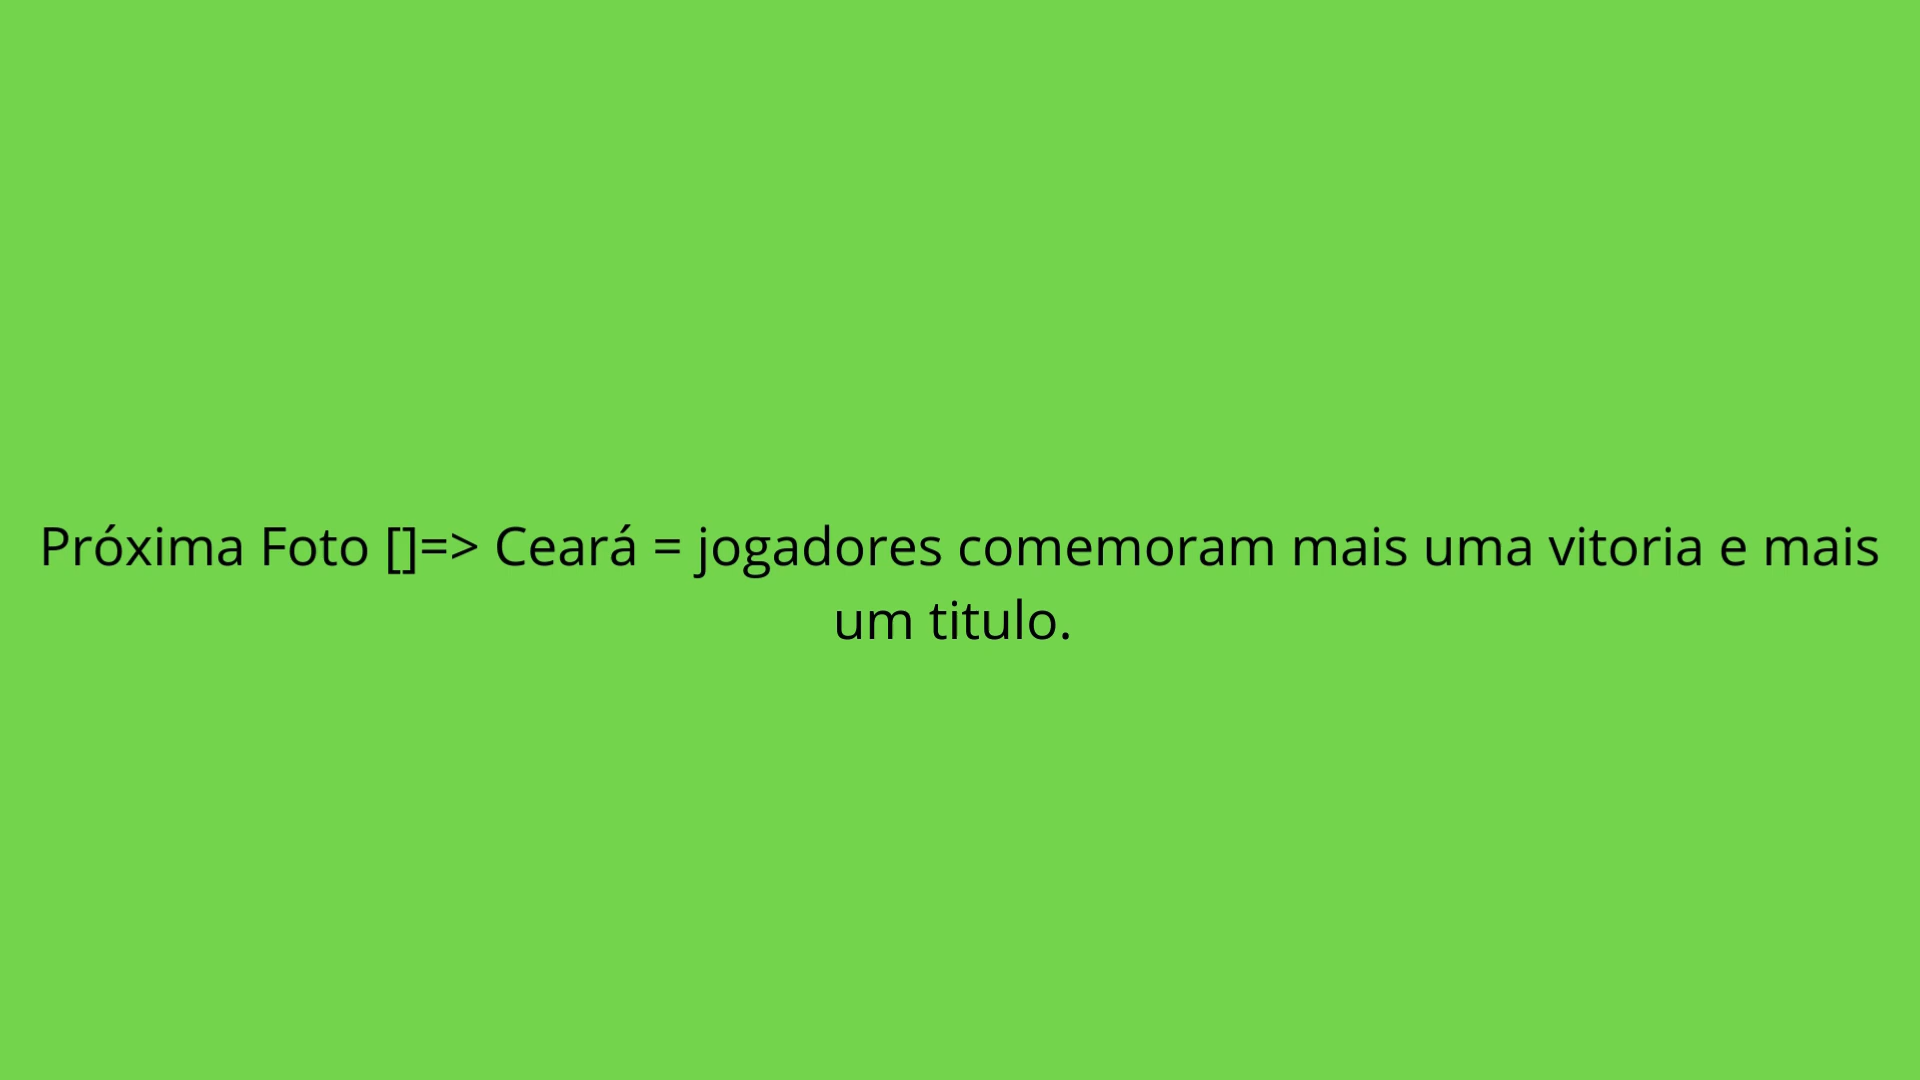 Próxima Foto []=> Ceará = jogadores comemoram mais uma vitoria e mais
um titulo.